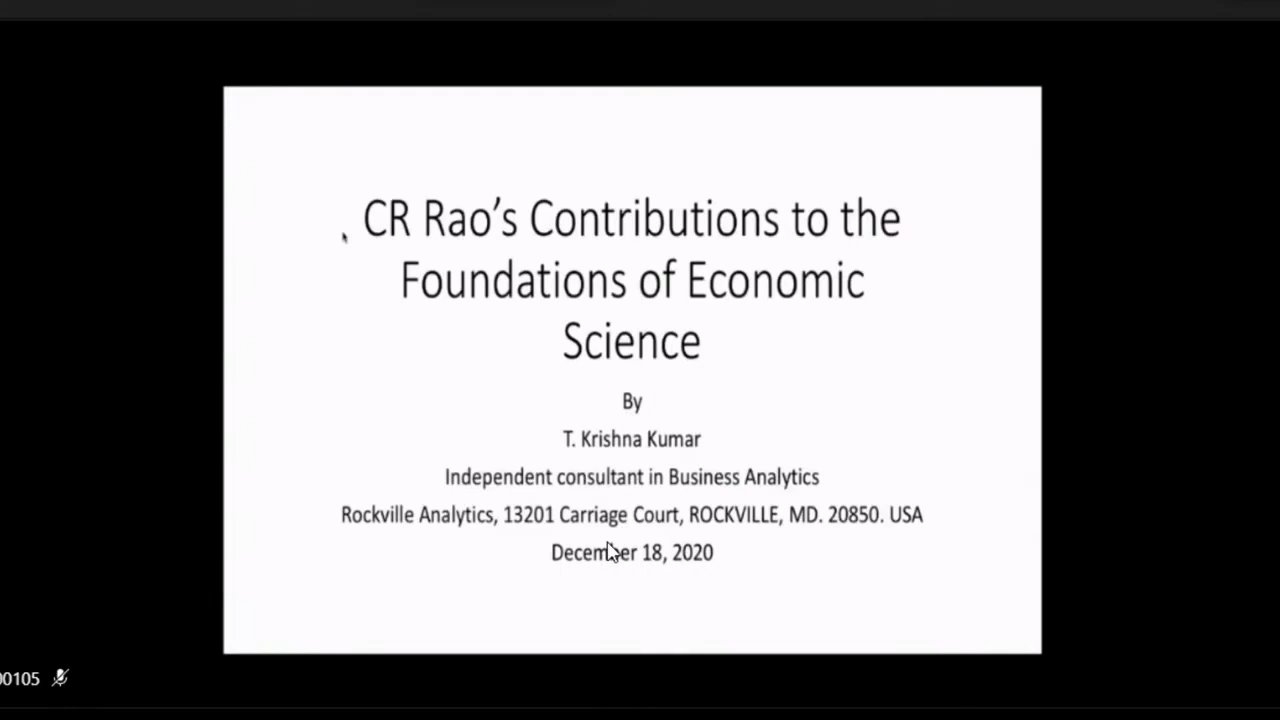 CR Rao's Contributions to the
Foundations of Economic
Science
By
T. Krishna Kumar
Independent consultant in Business Analytics
Rockville Analytics, 13201 Carriage Court, ROCKVILLE, MD. 20850. USA
December 18, 2020
00105